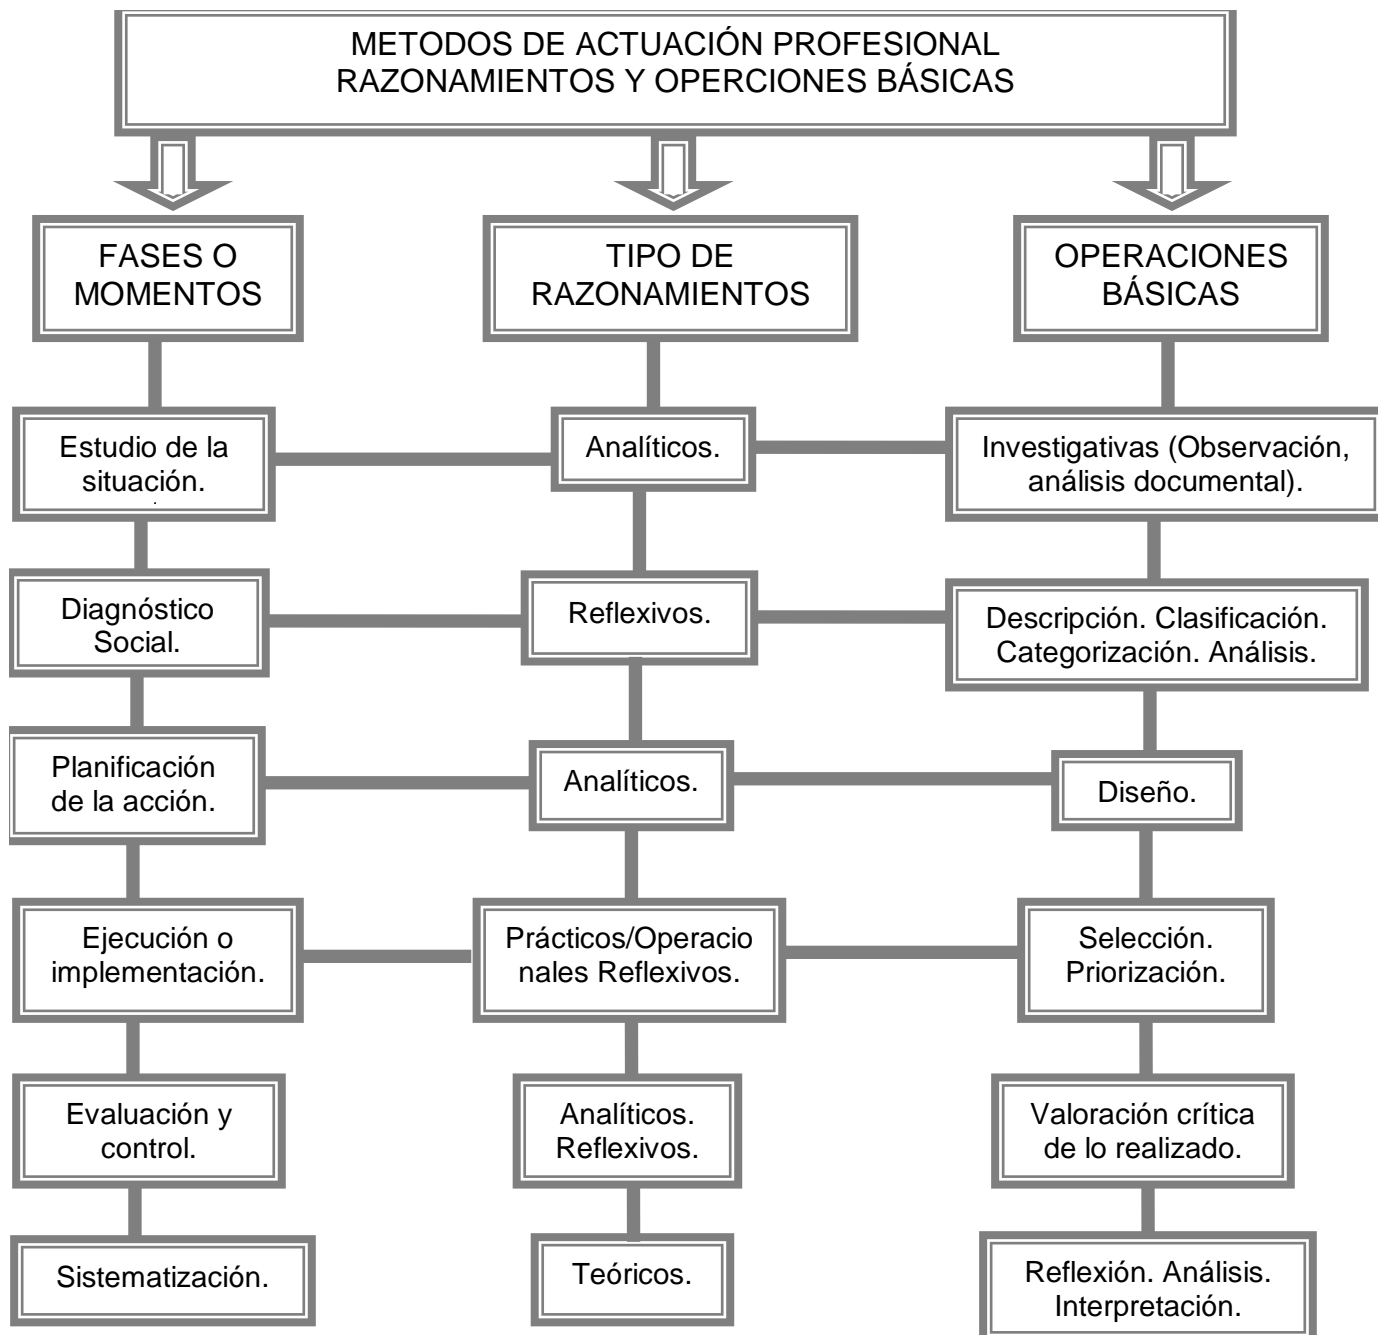 METODOS DE ACTUACIÓN PROFESIONAL
RAZONAMIENTOS Y OPERCIONES BÁSICAS
FASES O
MOMENTOS
TIPO DE
RAZONAMIENTOS
OPERACIONES
BÁSICAS
Estudio de la
situación.
.
Analíticos.
Investigativas (Observación,
análisis documental).
Diagnóstico
Social.
Reflexivos.
Descripción. Clasificación.
Categorización. Análisis.
Planificación
de la acción.
Analíticos.
Diseño.
Ejecución o
implementación.
Prácticos/Operacio
nales Reflexivos.
Selección.
Priorización.
Evaluación y
control.
Analíticos.
Reflexivos.
Valoración crítica
de lo realizado.
Sistematización.
Teóricos.
Reflexión. Análisis.
Interpretación.